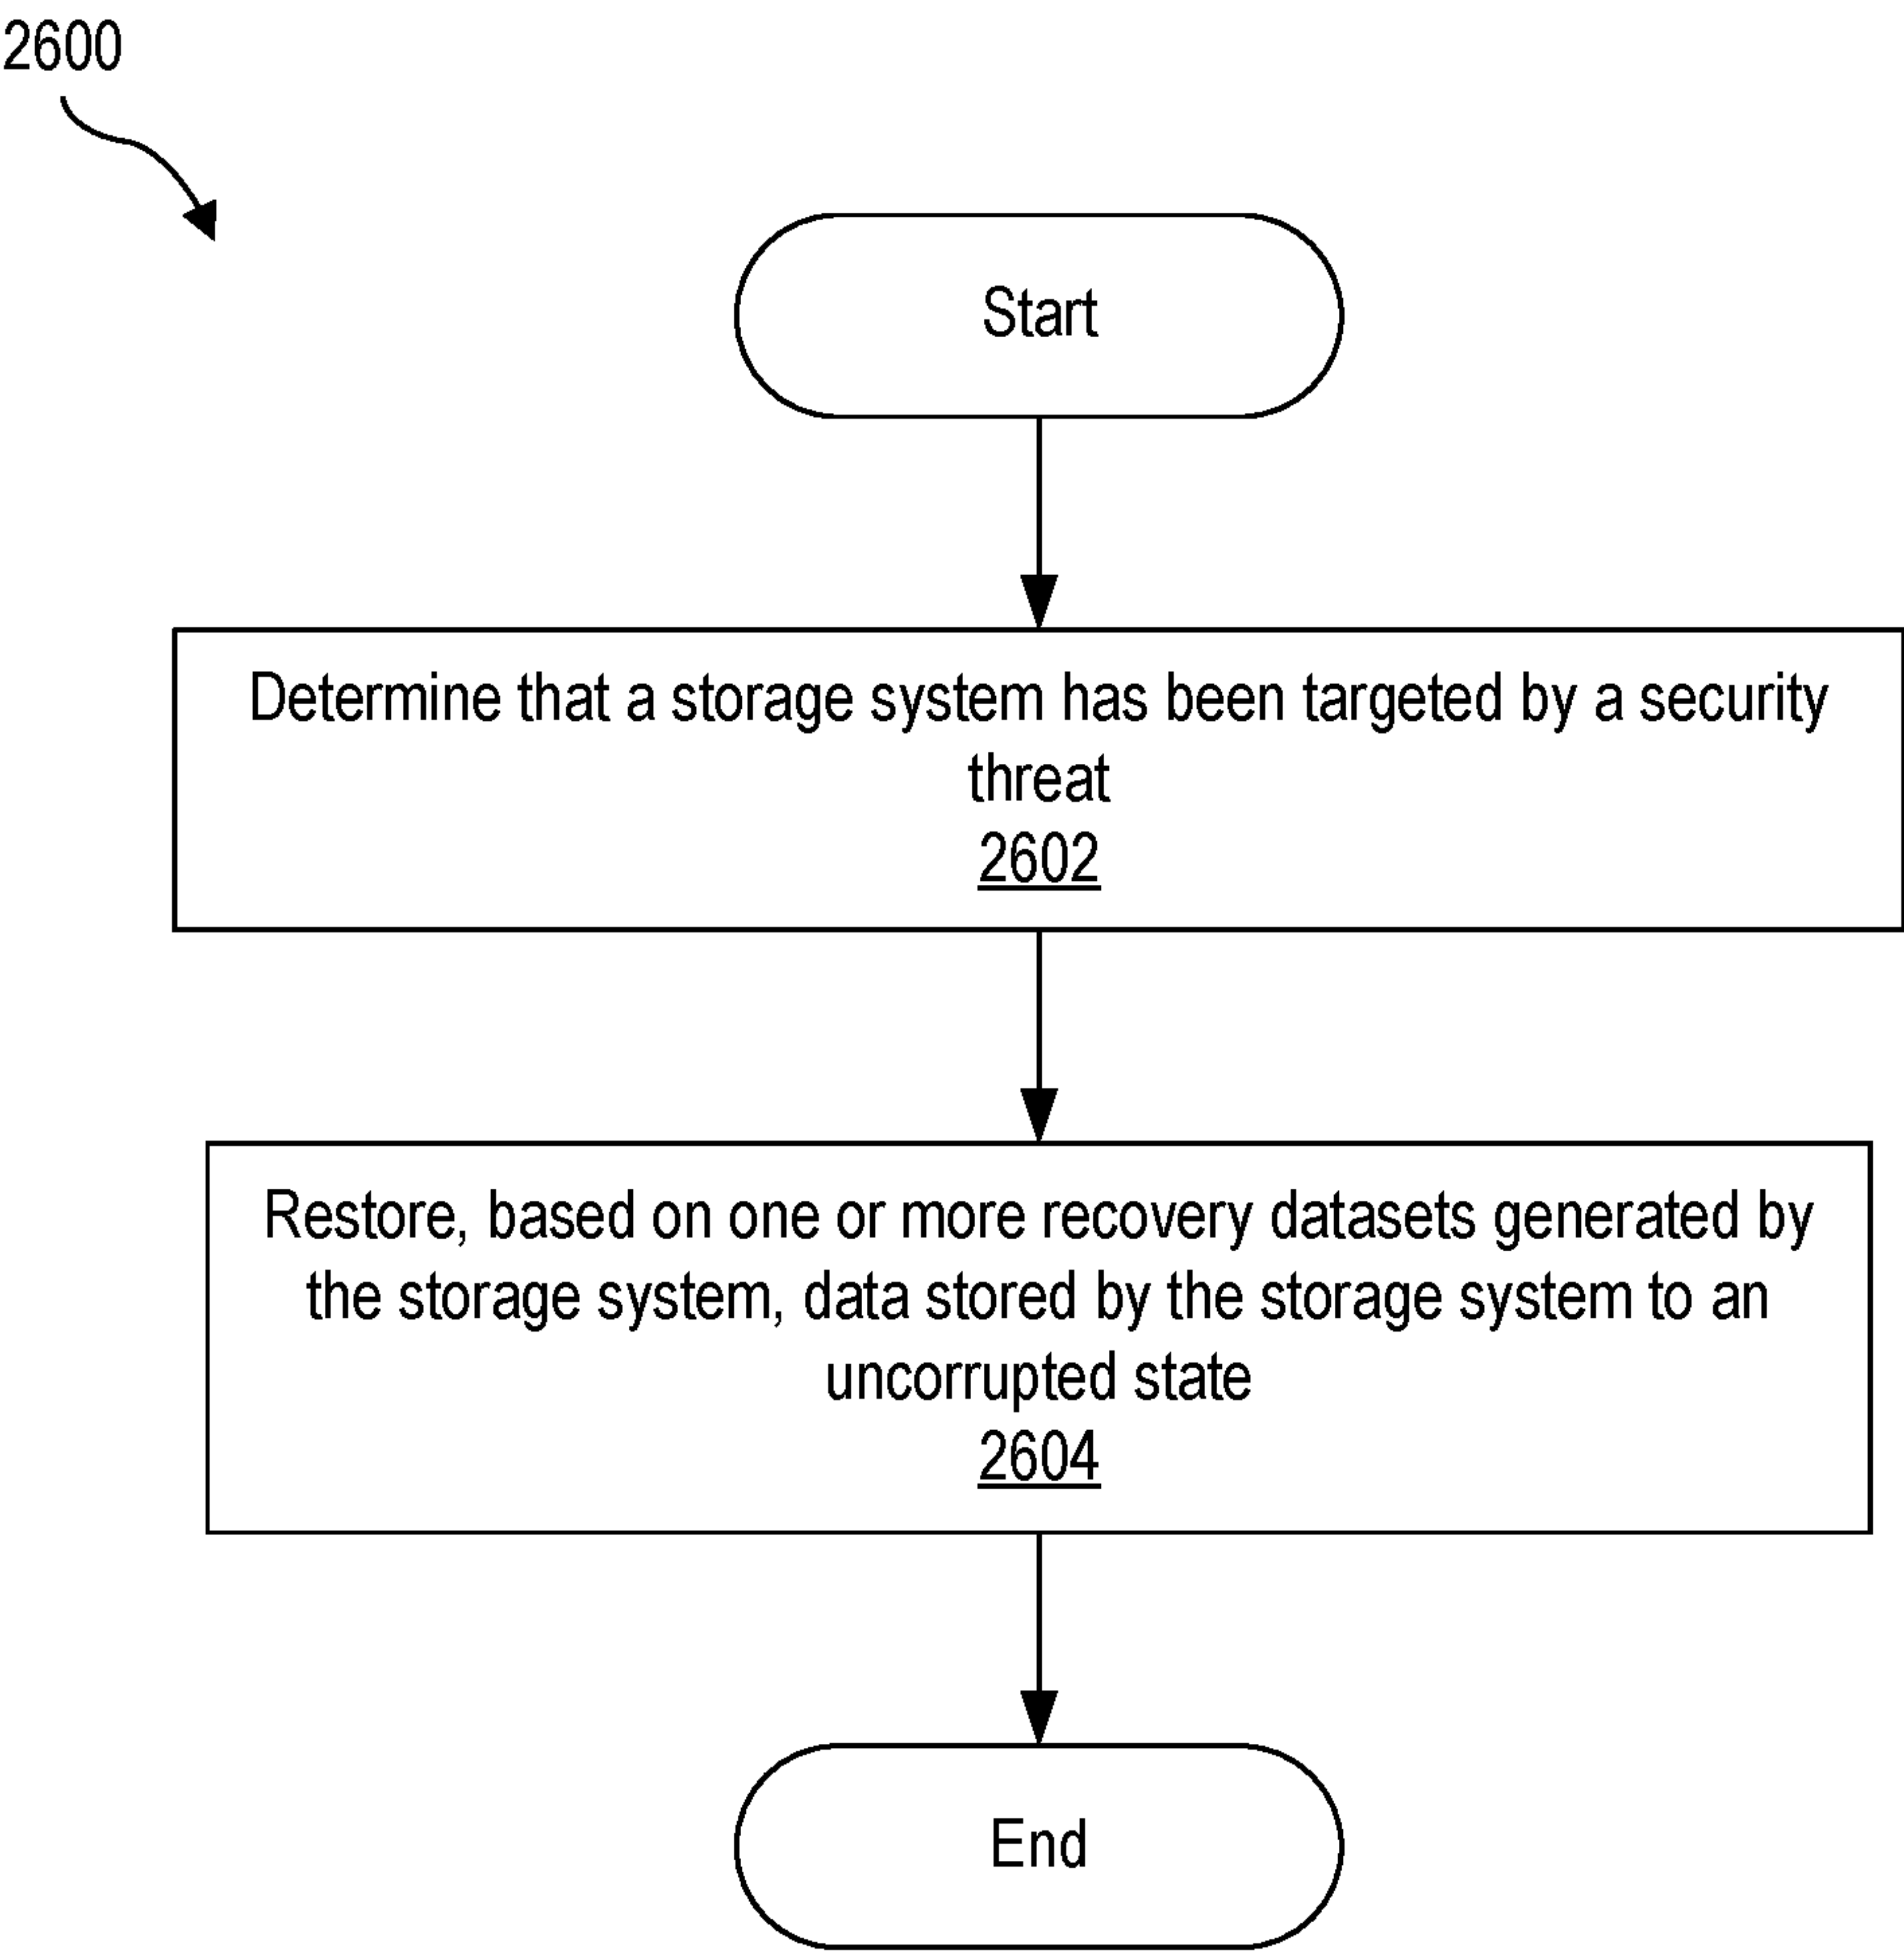 2600
Start
Determine that a storage system has been targeted by a security
threat
2602
Restore, based on one or more recovery datasets generated by
the storage system, data stored by the storage system to an
uncorrupted state
2604
End